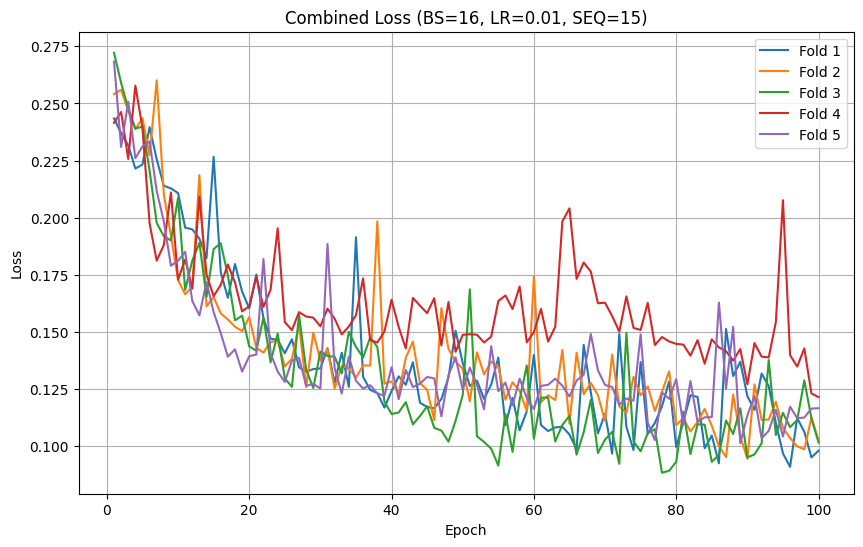 Combined Loss (BS=16, LR=0.01, SEQ=15)
Loss
0.275
0.250
0.225
0.200
0.175
0.150
0.125
0.100
Fold 1
Fold 2
Fold 3
Fold 4
Fold 5
0
20
40
60
80
100
Epoch